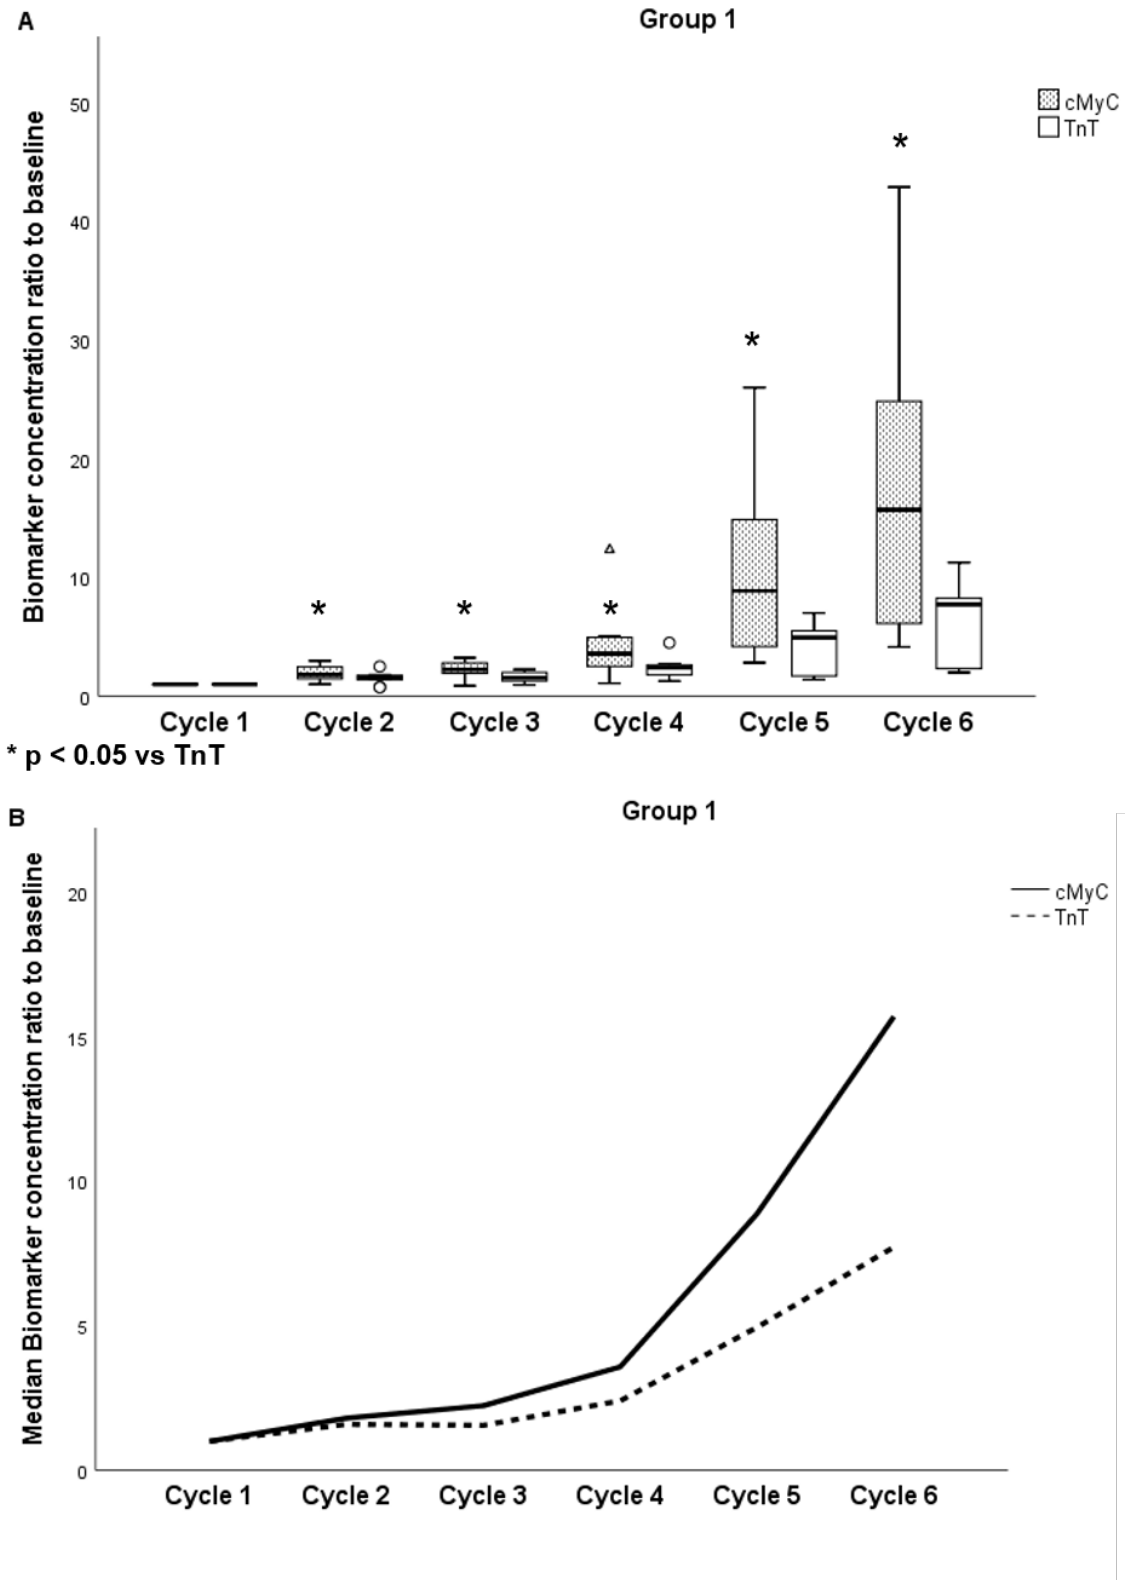 A
Group 1
Biomarker concentration ratio to baseline
50
40
30
20
10
0
cMyC
TnT
*
*
*
*
*
Cycle 1 Cycle 2 Cycle 3 Cycle 4 Cycle 5 Cycle 6
* p < 0.05 vs TnT
B
Group 1
Median Biomarker concentration ratio to baseline
20
15
10
5
0
cMyC
TnT
Cycle 1 Cycle 2 Cycle 3 Cycle 4 Cycle 5 Cycle 6